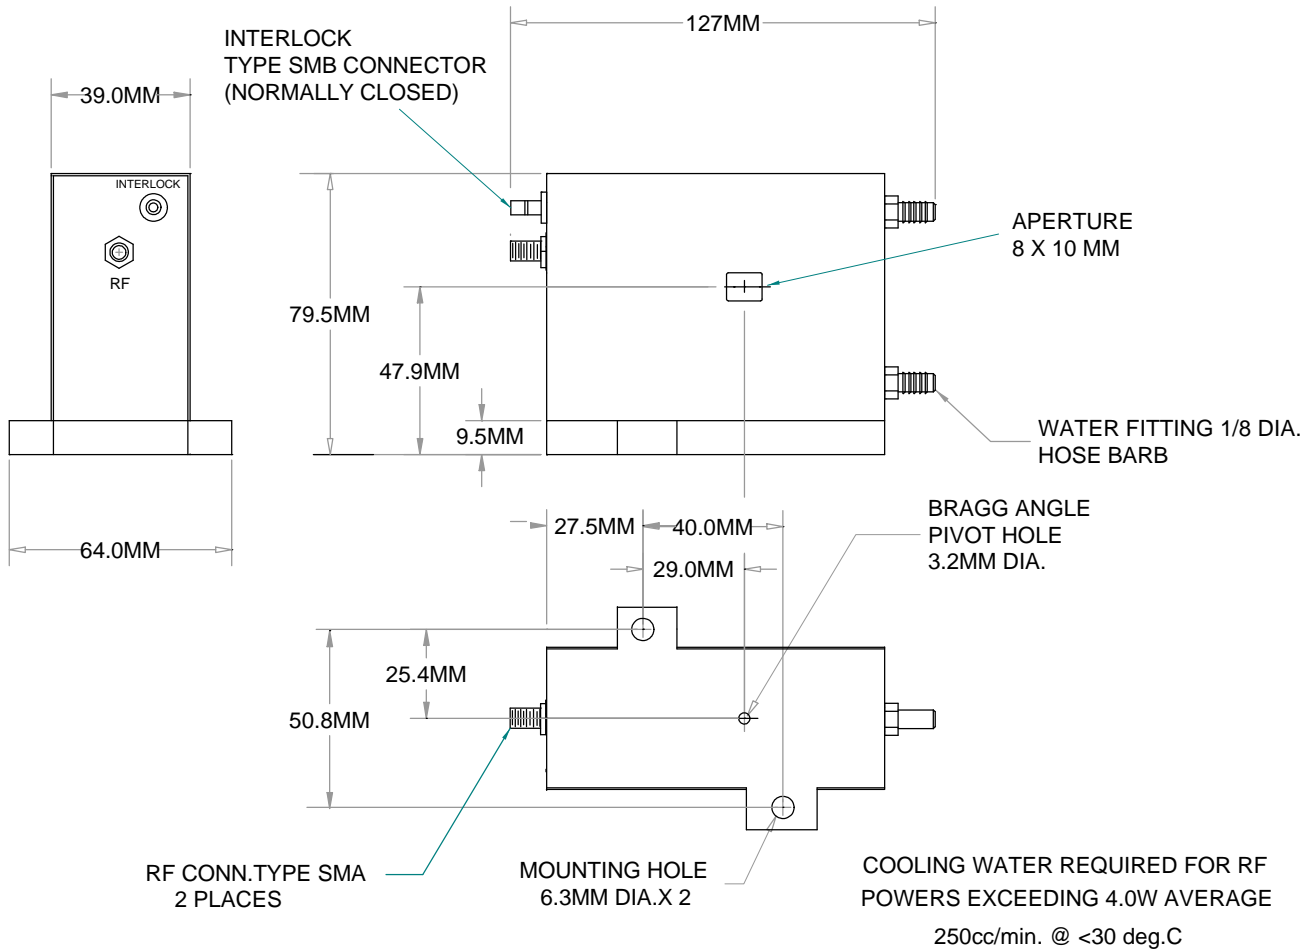 127MM
INTERLOCK
TYPE SMB CONNECTOR
(NORMALLY CLOSED)
39.0MM
INTERLOCK
RF
APERTURE
8 X 10 MM
79.5MM
47.9MM
9.5MM
WATER FITTING 1/8 DIA.
HOSE BARB
64.0MM
27.5MM
40.0MM
29.0MM
BRAGG ANGLE
PIVOT HOLE
3.2MM DIA.
25.4MM
50.8MM
RF CONN.TYPE SMA
2 PLACES
MOUNTING HOLE
6.3MM DIA.X 2
COOLING WATER REQUIRED FOR RF
POWERS EXCEEDING 4.0W AVERAGE
250cc/min. @ <30 deg.C